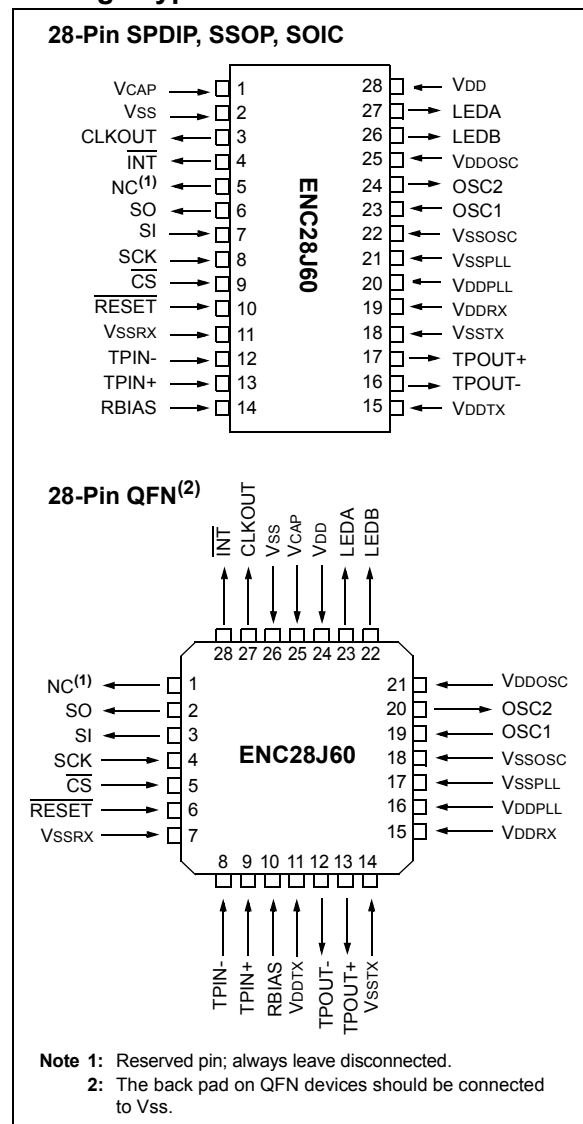 28-Pin SPDIP, SSOP, SOIC
VCAP 1 28 VDD
VSS 2 27 LEDA
CLKOUT 3 26 LEDB
INT 4 25 VDDOSC
NC(1) 5 24 OSC2
SO 6 23 OSC1
SI 7 22 VSSOSC
SCK 8 21 VSSPLL
CS 9 20 VDDPLL
RESET 10 19 VDDRX
VSSRX 11 18 VSSTX
TPIN- 12 17 TPOUT+
TPIN+ 13 16 TPOUT-
RBIAS 14 15 VDDTX
ENC28J60
28-Pin QFN(2)
INT CLKOUT VSS VCAP VDD LEDA LEDB
28 27 26 25 24 23 22
NC(1) 1 21 VDDOSC
SO 2 20 OSC2
SI 3 19 OSC1
SCK 4 18 VSSOSC
CS 5 17 VSSPLL
RESET 6 16 VDDPLL
VSSRX 7 15 VDDRX
ENC28J60
8 9 10 11 12 13 14
TPIN- TPIN+ RBIAS VDDTX TPOUT- TPOUT+ VSSTX
Note 1: Reserved pin; always leave disconnected.
2: The back pad on QFN devices should be connected
to Vss.